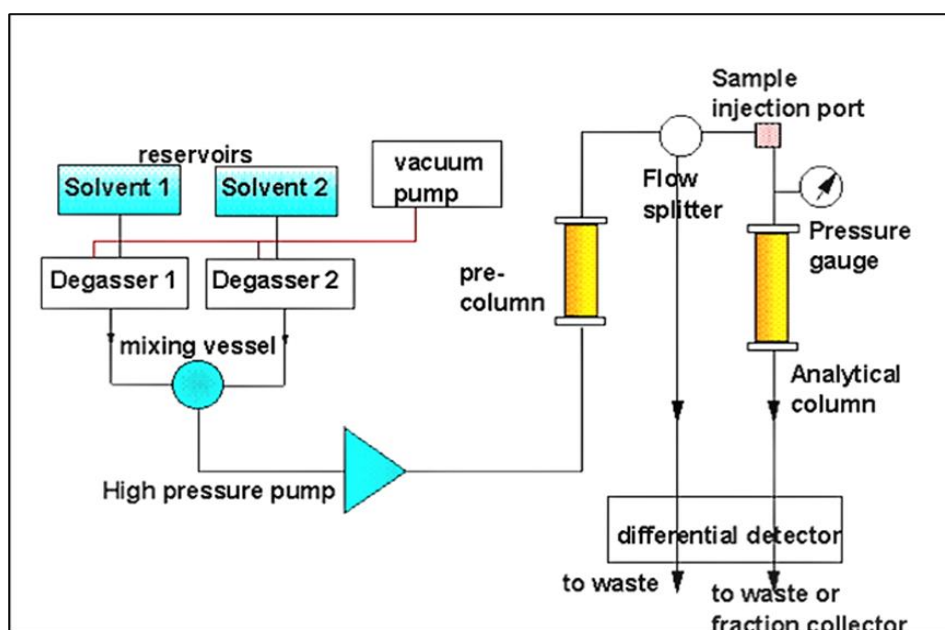 Sample
injection port
reservoirs
Solvent 1
Solvent 2
vacuum
pump
Flow
splitter
Degasser 1
Degasser 2
Pressure
gauge
pre-
column
mixing vessel
Analytical
column
High pressure pump
differential detector
to waste
to waste or
fraction collector